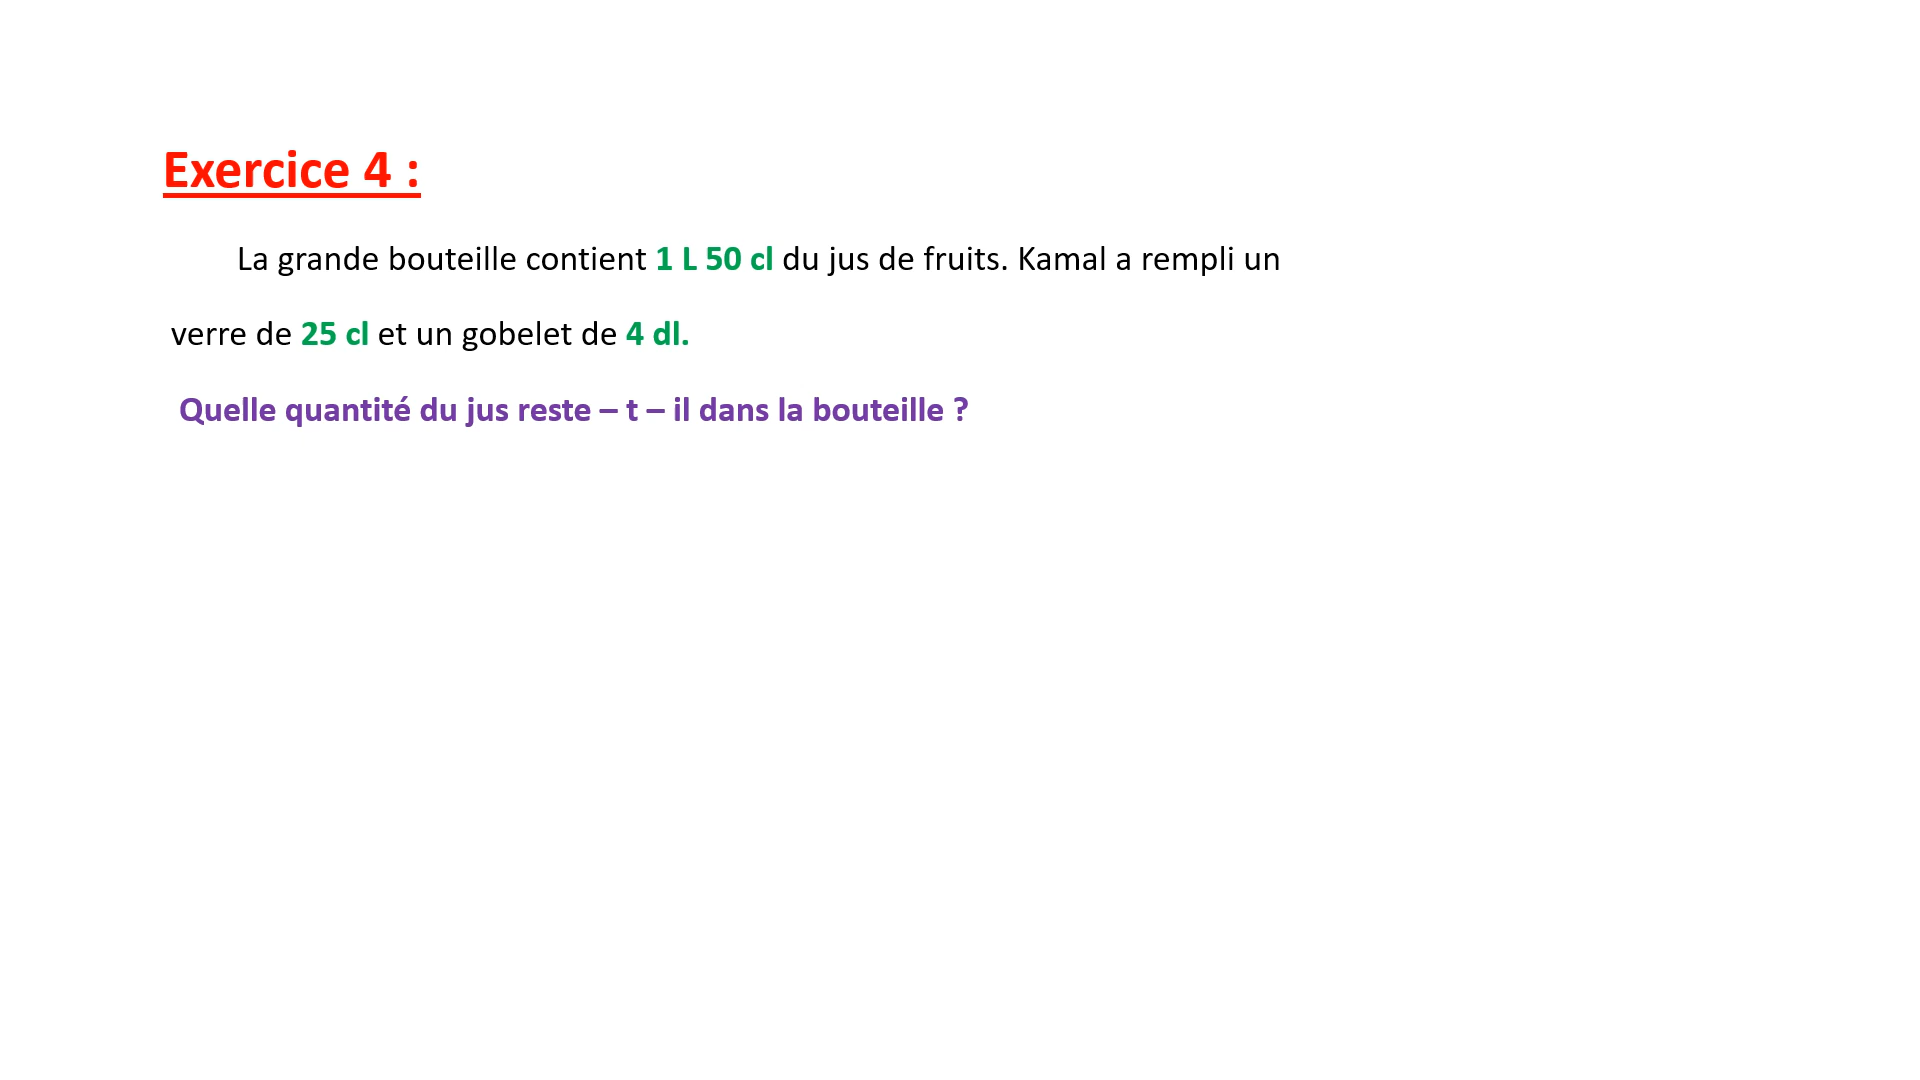 Exercice 4 :
La grande bouteille contient 1 L 50 cl du jus de fruits. Kamal a rempli un
verre de 25 cl et un gobelet de 4 dl.
Quelle quantité du jus reste – t – il dans la bouteille ?